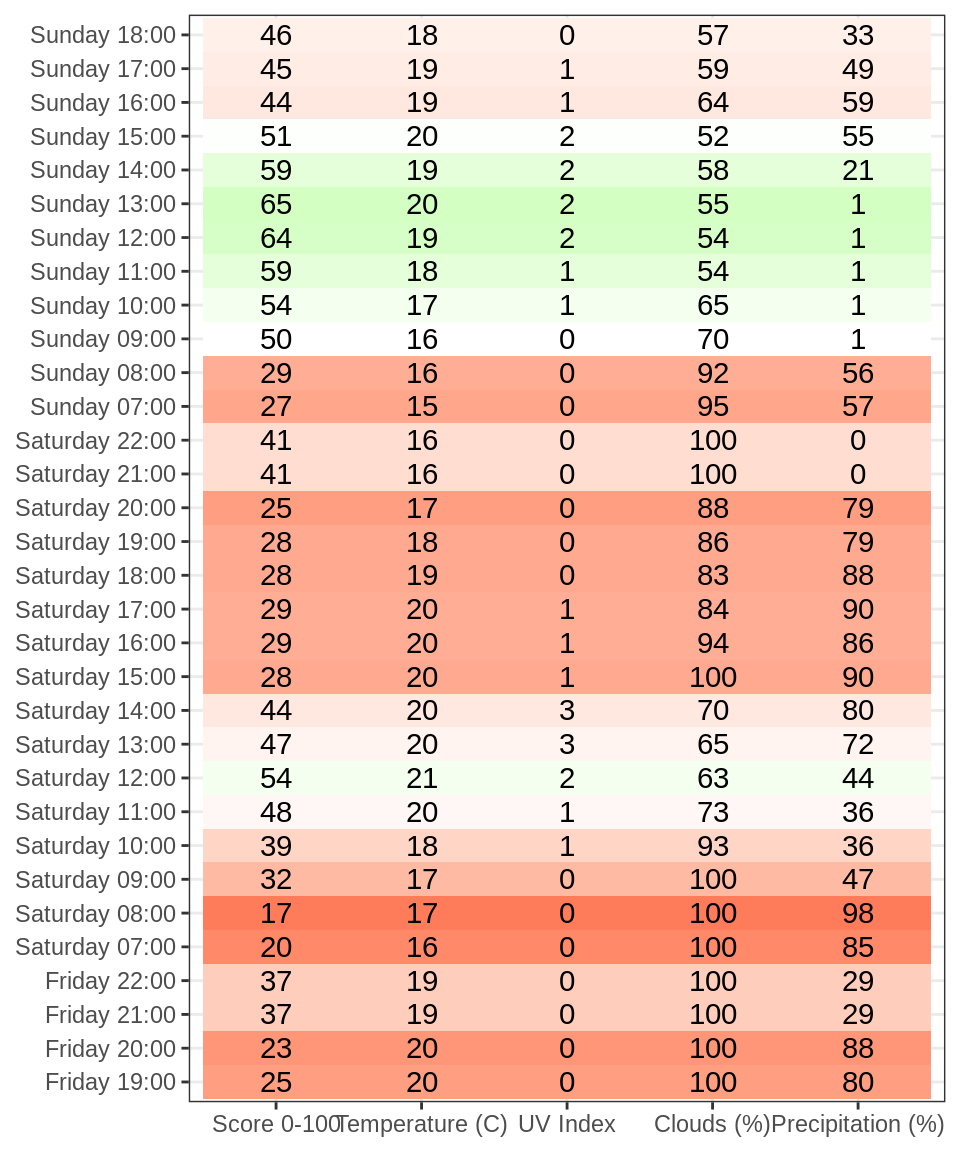 Sunday 18:00 46 18 0 57 33
Sunday 17:00 45 19 1 59 49
Sunday 16:00 44 19 1 64 59
Sunday 15:00 51 20 2 52 55
Sunday 14:00 59 19 2 58 21
Sunday 13:00 65 20 2 55 1
Sunday 12:00 64 19 2 54 1
Sunday 11:00 59 18 1 54 1
Sunday 10:00 54 17 1 65 1
Sunday 09:00 50 16 0 70 1
Sunday 08:00 29 16 0 92 56
Sunday 07:00 27 15 0 95 57
Saturday 22:00 41 16 0 100 0
Saturday 21:00 41 16 0 100 0
Saturday 20:00 25 17 0 88 79
Saturday 19:00 28 18 0 86 79
Saturday 18:00 28 19 0 83 88
Saturday 17:00 29 20 1 84 90
Saturday 16:00 29 20 1 94 86
Saturday 15:00 28 20 1 100 90
Saturday 14:00 44 20 3 70 80
Saturday 13:00 47 20 3 65 72
Saturday 12:00 54 21 2 63 44
Saturday 11:00 48 20 1 73 36
Saturday 10:00 39 18 1 93 36
Saturday 09:00 32 17 0 100 47
Saturday 08:00 17 17 0 100 98
Saturday 07:00 20 16 0 100 85
Friday 22:00 37 19 0 100 29
Friday 21:00 37 19 0 100 29
Friday 20:00 23 20 0 100 88
Friday 19:00 25 20 0 100 80
Score 0-100 Temperature (C) UV Index Clouds (%) Precipitation (%)